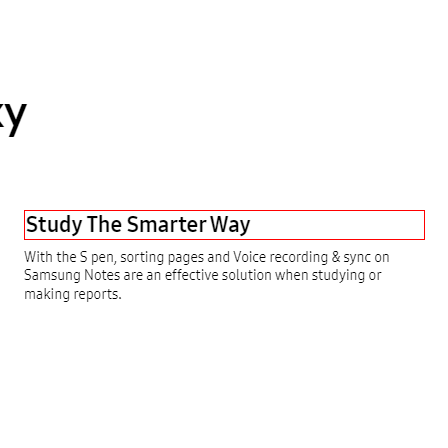 xy
Study The Smarter Way
With the S pen, sorting pages and Voice recording & sync on
Samsung Notes are an effective solution when studying or
making reports.